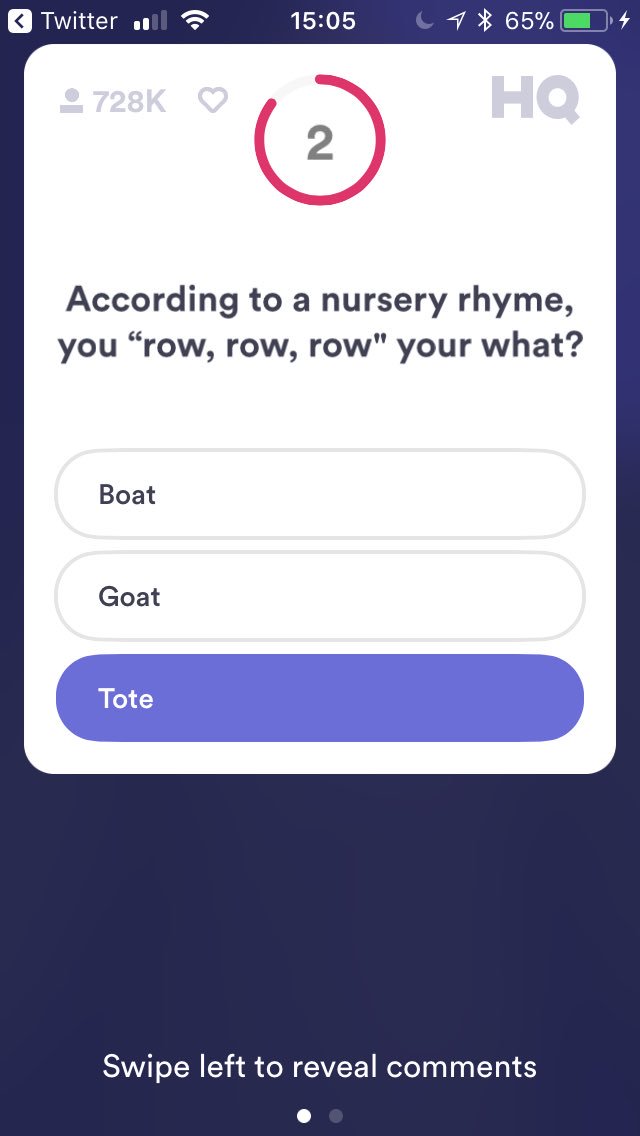 Twitter 15:05 65%
728K HQ
2
According to a nursery rhyme,
you “row, row, row" your what?
Boat
Goat
Tote
Swipe left to reveal comments